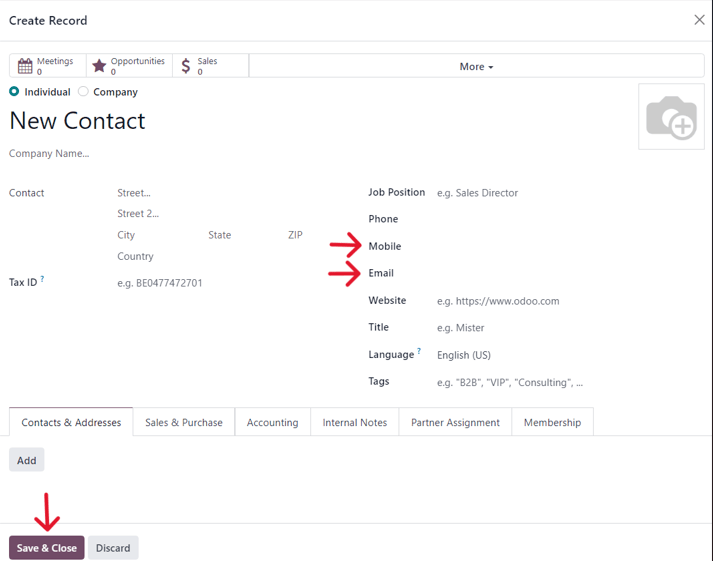 Create Record
Meetings
0
Opportunities
0
Sales
0
More
Individual
Company
New Contact
Company Name...
Contact
Street...
Street 2...
City State ZIP
Country
Tax ID ?
e.g. BE0477472701
Job Position e.g. Sales Director
Phone
Mobile
Email
Website e.g. https://www.odoo.com
Title e.g. Mister
Language ? English (US)
Tags e.g. "B2B", "VIP", "Consulting", ...
Contacts & Addresses Sales & Purchase Accounting Internal Notes Partner Assignment Membership
Add
Save & Close Discard